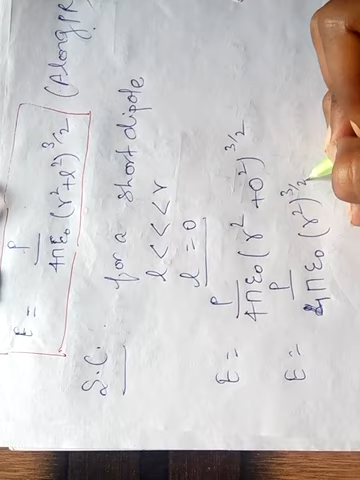 E = P / 4πε₀ (r² + l²)^3/2 (Along PR)
S.C. for a short dipole
l <<< r
l = 0
E = P / 4πε₀ (r² + 0²)^3/2
E = P / 4πε₀ (r²)^3/2